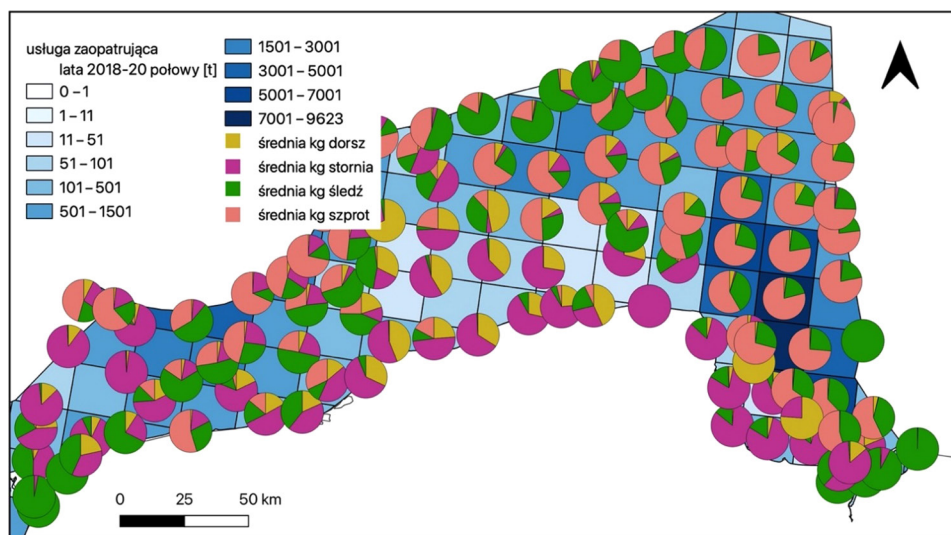 usługa zaopatrująca
lata 2018-20 połowy [t]
0 – 1
1 – 11
11 – 51
51 – 101
101 – 501
501 – 1501
1501 – 3001
3001 – 5001
5001 – 7001
7001 – 9623
średnia kg dorsz
średnia kg stornia
średnia kg śledź
średnia kg szprot
0 25 50 km